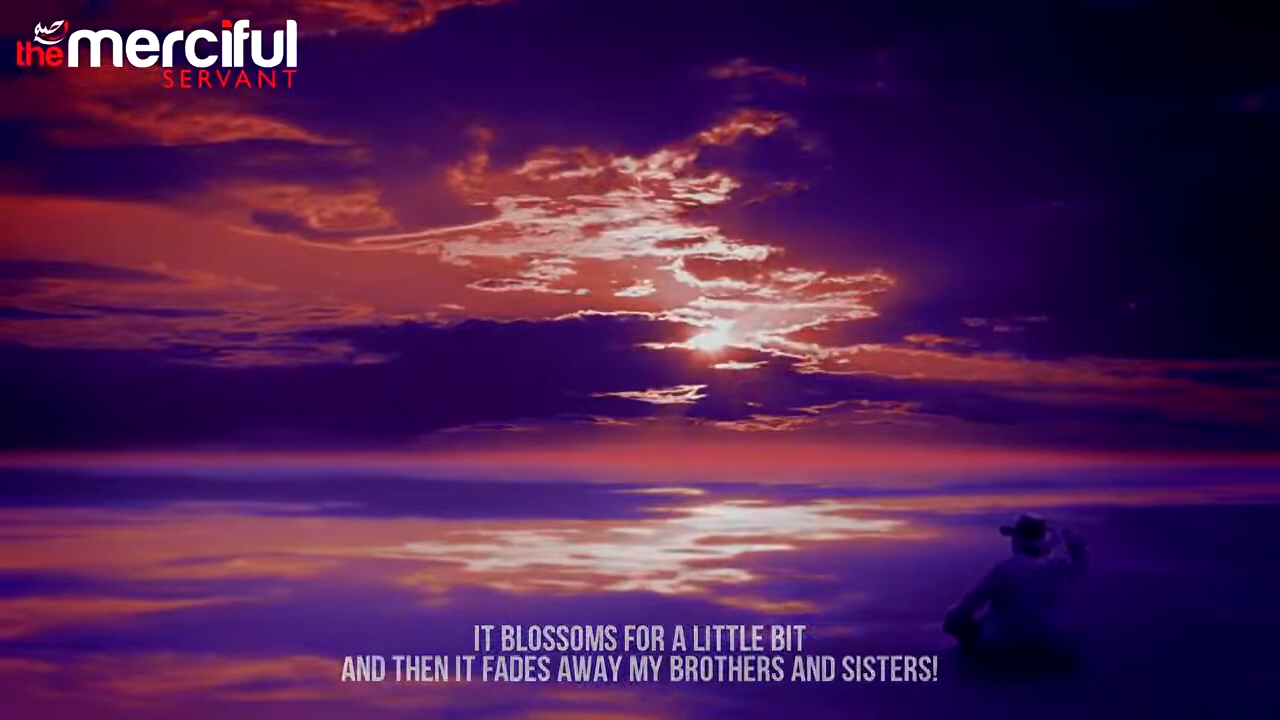 the merciful
SERVANT
IT BLOSSOMS FOR A LITTLE BIT
AND THEN IT FADES AWAY MY BROTHERS AND SISTERS!